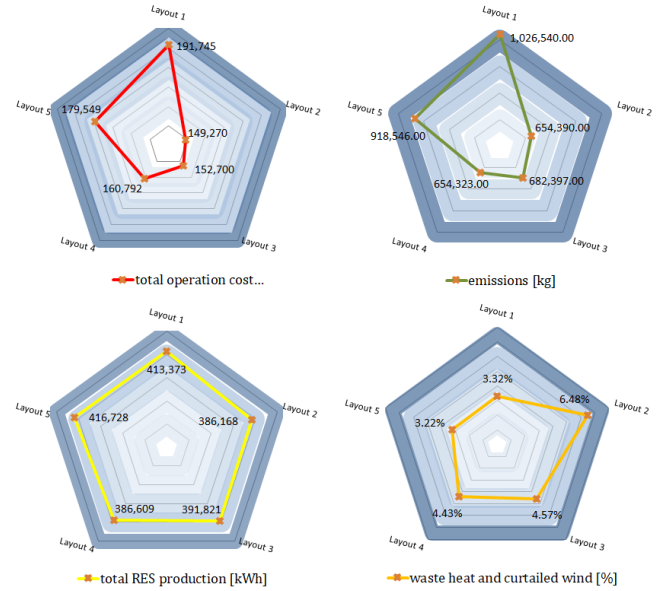 Layout 1
191,745
Layout 2
149,270
152,700
Layout 3
160,792
Layout 4
179,549
Layout 5
total operation cost...
Layout 1
1,026,540.00
Layout 2
654,390.00
682,397.00
Layout 3
654,323.00
Layout 4
918,546.00
Layout 5
emissions [kg]
Layout 1
413,373
Layout 2
386,168
391,821
Layout 3
386,609
Layout 4
416,728
Layout 5
total RES production [kWh]
Layout 1
3.32%
Layout 2
6.48%
4.57%
Layout 3
4.43%
Layout 4
3.22%
Layout 5
waste heat and curtailed wind [%]